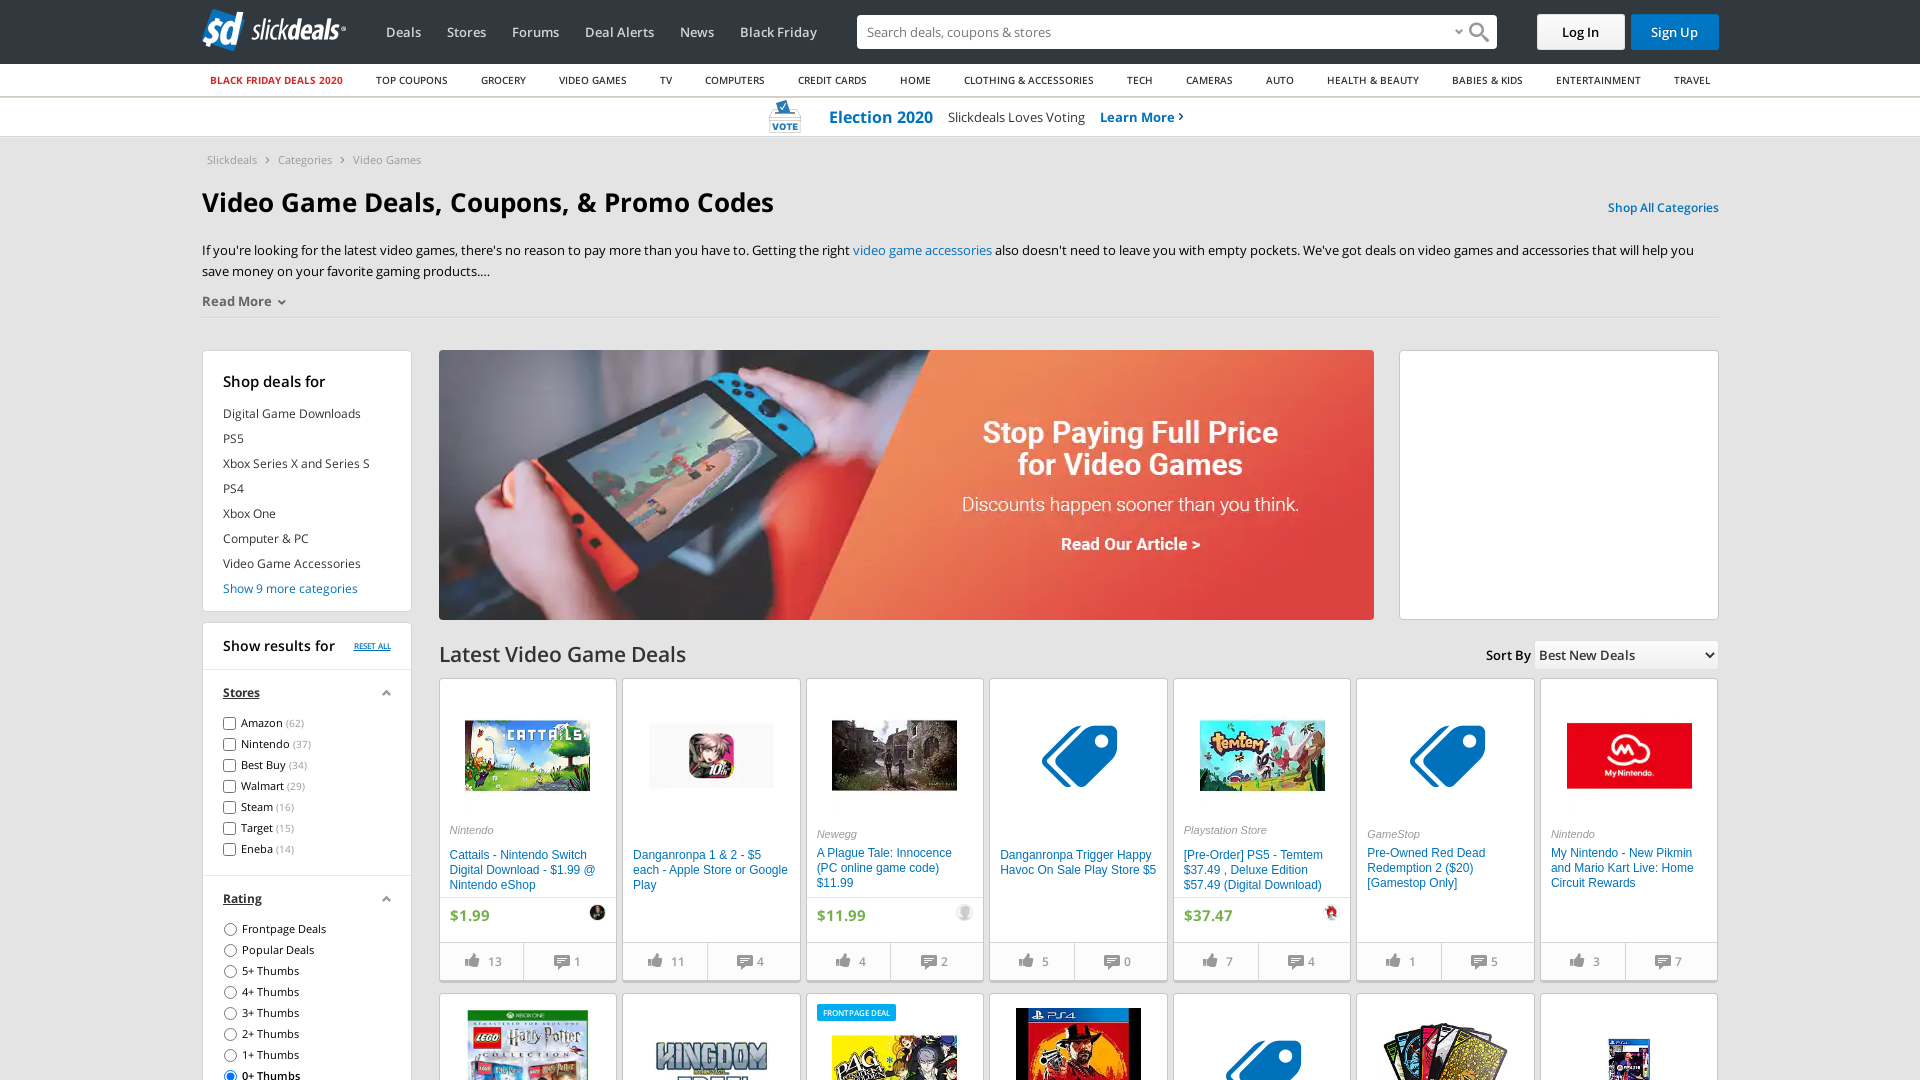 slickdeals
Deals
Stores
Forums
Deal Alerts
News
Black Friday
Search deals, coupons & stores
Log In
Sign Up
BLACK FRIDAY DEALS 2020
TOP COUPONS
GROCERY
VIDEO GAMES
TV
COMPUTERS
CREDIT CARDS
HOME
CLOTHING & ACCESSORIES
TECH
CAMERAS
AUTO
HEALTH & BEAUTY
BABIES & KIDS
ENTERTAINMENT
TRAVEL
VOTE
Election 2020
Slickdeals Loves Voting
Learn More
Slickdeals
Categories
Video Games
Video Game Deals, Coupons, & Promo Codes
Shop All Categories
If you're looking for the latest video games, there's no reason to pay more than you have to. Getting the right video game accessories also doesn't need to leave you with empty pockets. We've got deals on video games and accessories that will help you
save money on your favorite gaming products....
Read More
Shop deals for
Digital Game Downloads
PS5
Xbox Series X and Series S
PS4
Xbox One
Computer & PC
Video Game Accessories
Show 9 more categories
Stop Paying Full Price
for Video Games
Discounts happen sooner than you think.
Read Our Article >
Show results for
RESET ALL
Stores
Amazon (62)
Nintendo (37)
Best Buy (34)
Walmart (29)
Steam (16)
Target (15)
Eneba (14)
Rating
Frontpage Deals
Popular Deals
5+ Thumbs
4+ Thumbs
3+ Thumbs
2+ Thumbs
1+ Thumbs
0+ Thumbs
Latest Video Game Deals
Sort By
Best New Deals
CATTAILS
Nintendo
Cattails - Nintendo Switch
Digital Download - $1.99 @
Nintendo eShop
$1.99
13
1
10th
Danganronpa 1 & 2 - $5
each - Apple Store or Google
Play
11
4
Newegg
A Plague Tale: Innocence
(PC online game code)
$11.99
$11.99
4
2
Danganronpa Trigger Happy
Havoc On Sale Play Store $5
5
0
temtem
Playstation Store
[Pre-Order] PS5 - Temtem
$37.49 , Deluxe Edition
$57.49 (Digital Download)
$37.47
7
4
GameStop
Pre-Owned Red Dead
Redemption 2 ($20)
[Gamestop Only]
1
5
My Nintendo.
Nintendo
My Nintendo - New Pikmin
and Mario Kart Live: Home
Circuit Rewards
3
7
XBOX ONE
LEGO
Harry Potter
COLLECTION
KINGDOM
FRONTPAGE DEAL
P4G
PS4